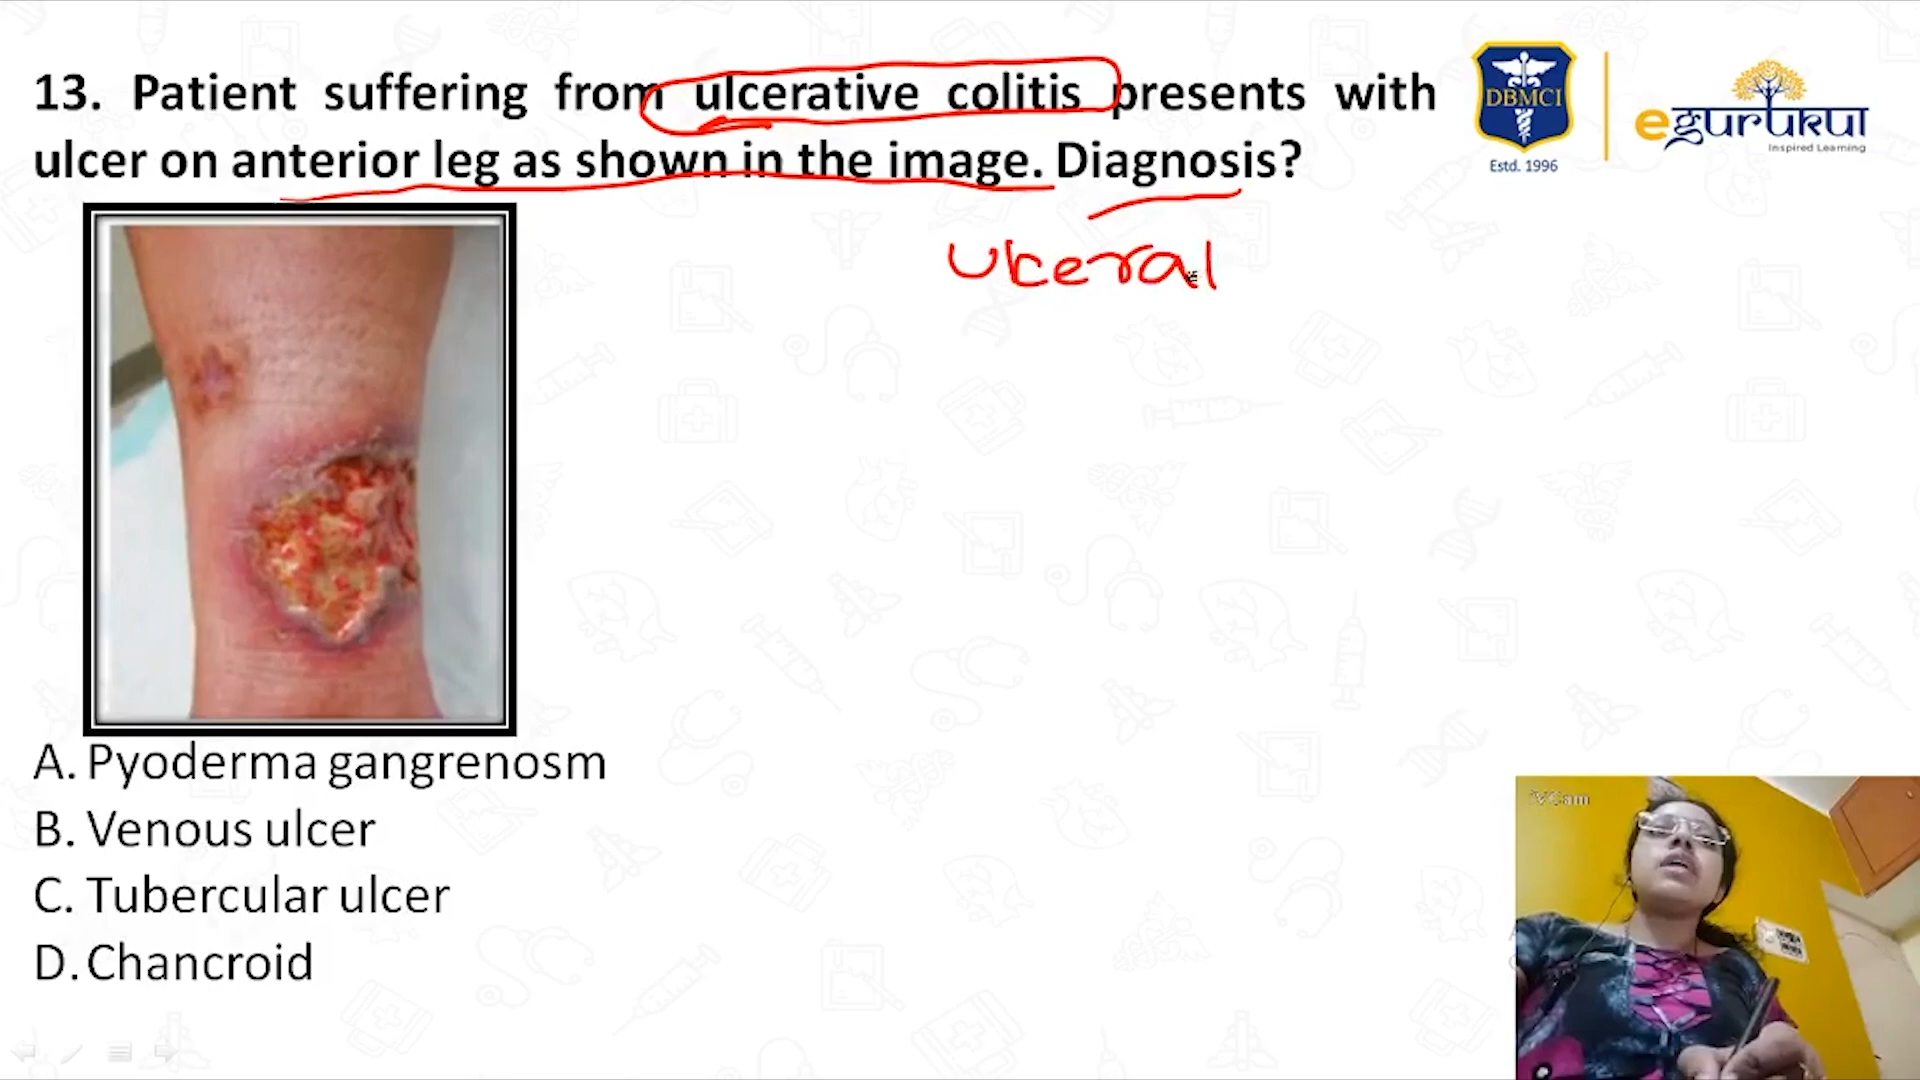 13. Patient suffering from ulcerative colitis presents with
ulcer on anterior leg as shown in the image. Diagnosis?
DBMCI
Estd. 1996
egurukul
Inspired Learning
ulceral
A. Pyoderma gangrenosm
B. Venous ulcer
C. Tubercular ulcer
D. Chancroid
iVCam